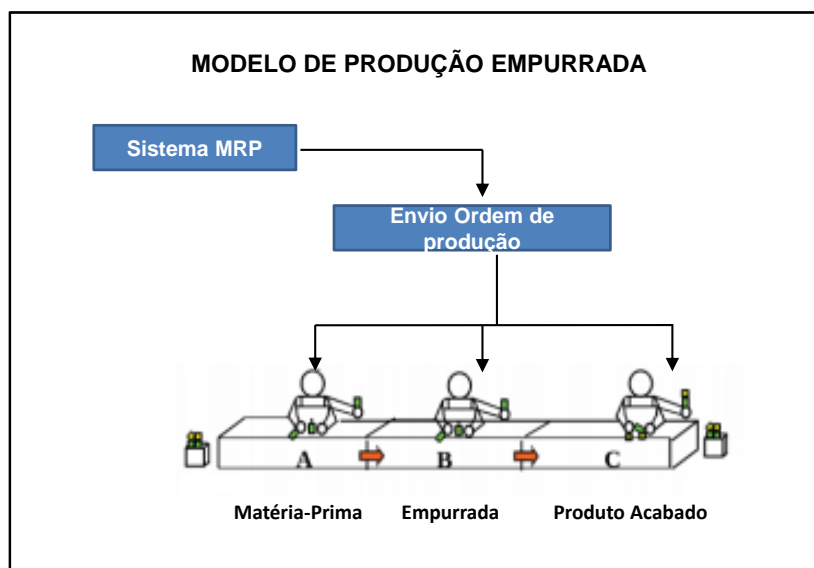 MODELO DE PRODUÇÃO EMPURRADA
Sistema MRP
Envio Ordem de
produção
A
B
C
Matéria-Prima
Empurrada
Produto Acabado